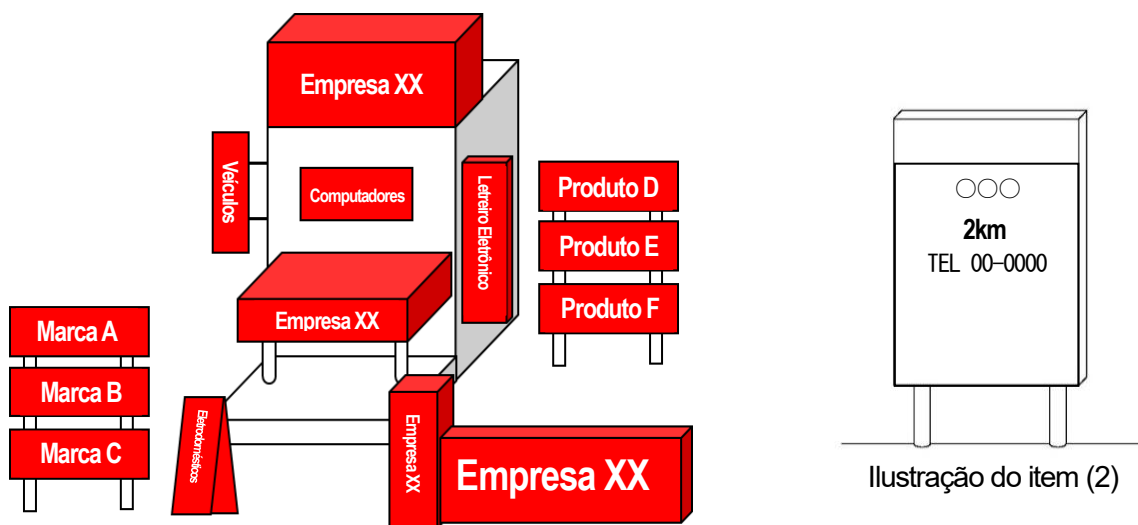 Empresa XX
Veículos
Computadores
Letreiro Eletrônico
Produto D
Produto E
Produto F
Empresa XX
Marca A
Marca B
Marca C
Eletrodomésticos
Empresa XX
Empresa XX
○○○
2km
TEL 00-0000
Ilustração do item (2)